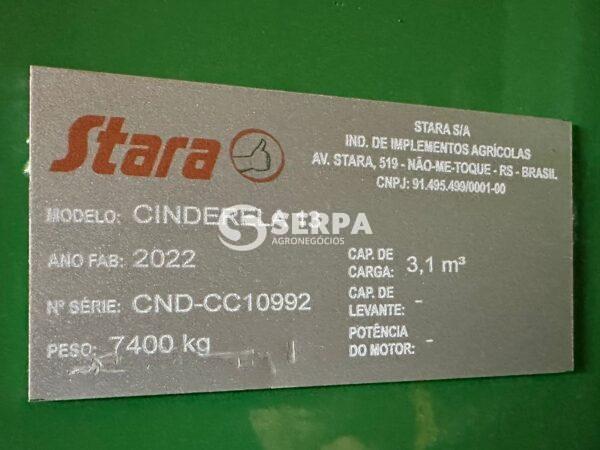 Stara
STARA S/A
IND. DE IMPLEMENTOS AGRÍCOLAS
AV. STARA, 519 - NÃO-ME-TOQUE - RS - BRASIL
CNPJ: 91.495.499/0001-00
MODELO: CINDERELA 13
SERPA
AGRONEGÓCIOS
ANO FAB: 2022
CAP. DE
CARGA: 3,1 m³
Nº SÉRIE: CND-CC10992
CAP. DE
LEVANTE: -
PESO: 7400 kg
POTÊNCIA
DO MOTOR: -